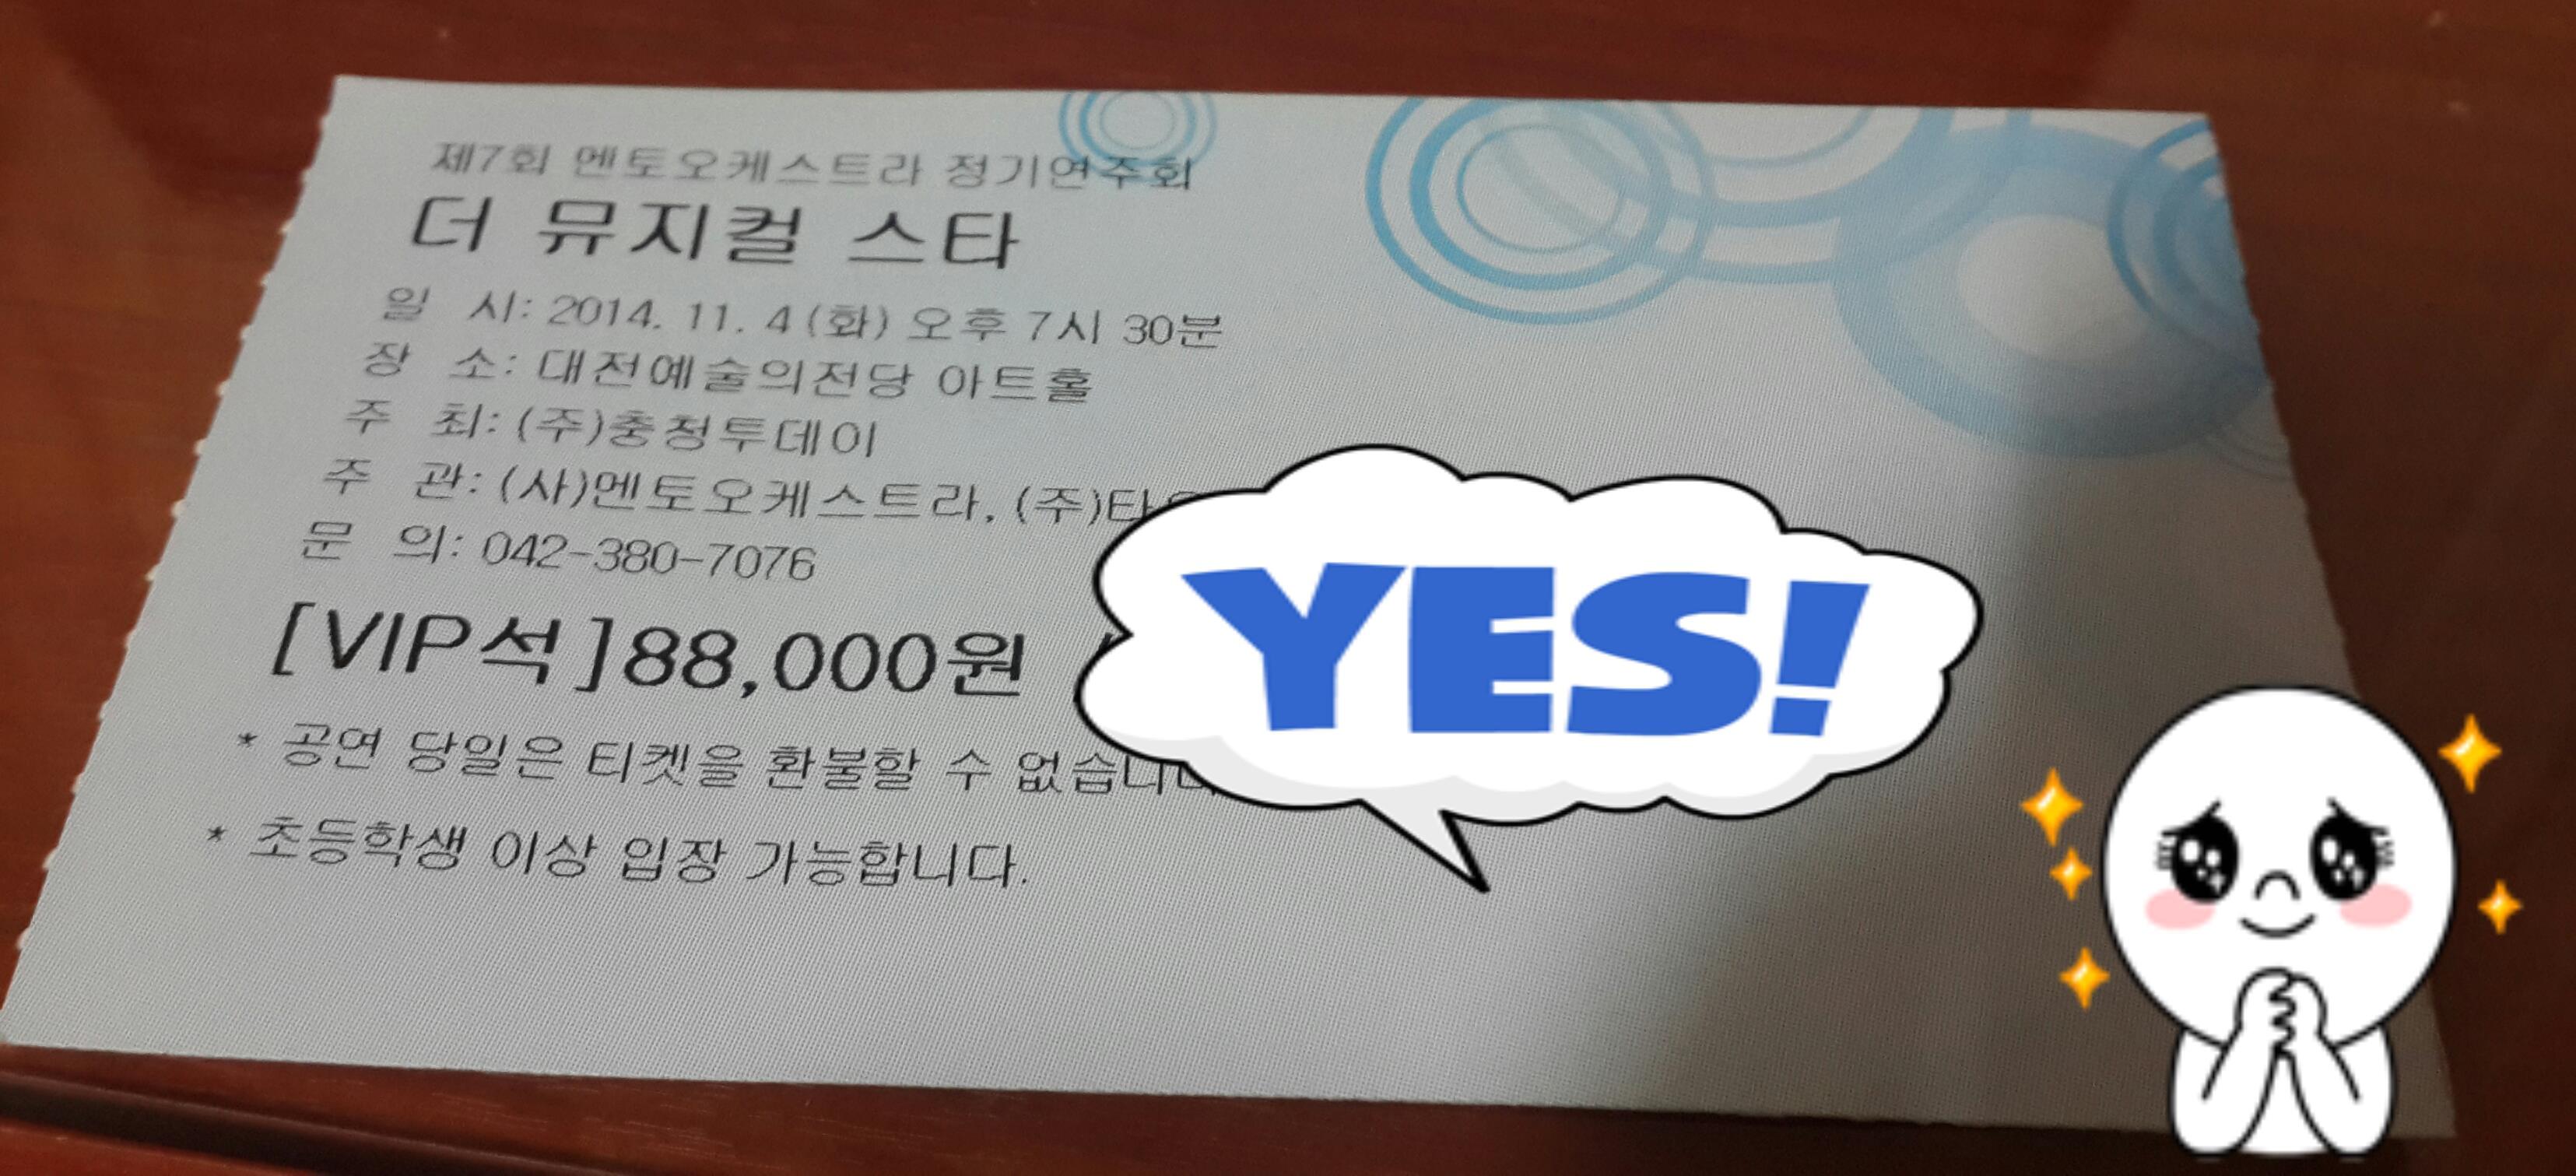 제7회 멘토오케스트라 정기연주회
더 뮤지컬 스타
일 시: 2014. 11. 4 (화) 오후 7시 30분
장 소: 대전예술의전당 아트홀
주 최: (주)충청투데이
주 관: (사)멘토오케스트라, (주)타
문 의: 042-380-7076
[VIP석]88,000원
YES!
* 공연 당일은 티켓을 환불할 수 없습니
* 초등학생 이상 입장 가능합니다.